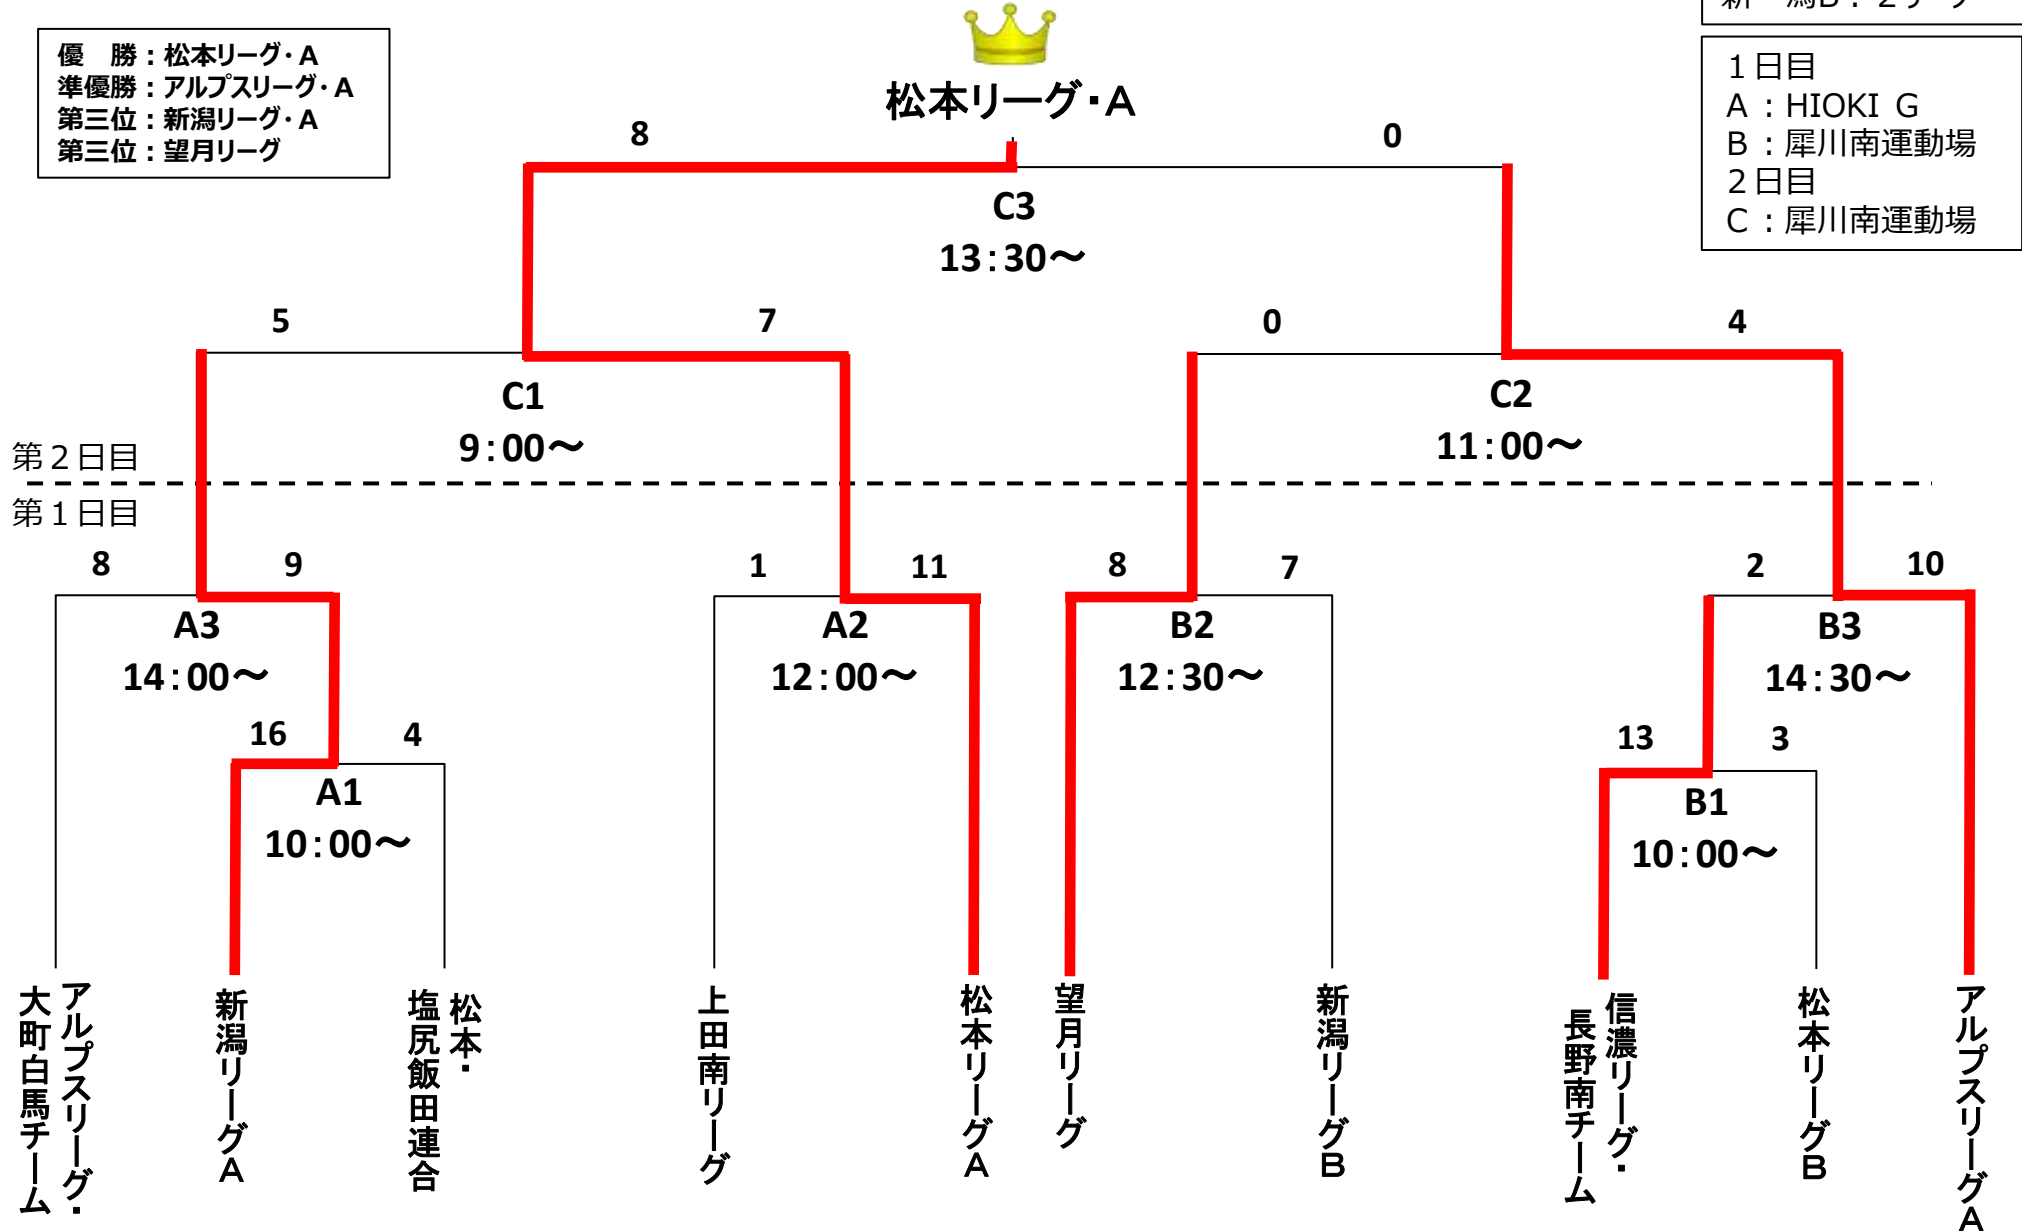 優　勝：松本リーグ・A
準優勝：アルプスリーグ・A
第三位：新潟リーグ・A
第三位：望月リーグ
松本リーグ・A
1日目
A：HIOKI G
B：犀川南運動場
2日目
C：犀川南運動場
8
0
C3
13:30～
5
7
0
4
C1
9:00～
C2
11:00～
第2日目
第1日目
8
9
1
11
8
7
2
10
A3
14:00～
A2
12:00～
B2
12:30～
B3
14:30～
16
4
13
3
A1
10:00～
B1
10:00～
アルプスリーグ・
大町白馬チーム
新潟リーグA
松本・
塩尻飯田連合
上田南リーグ
松本リーグA
望月リーグ
新潟リーグB
信濃リーグ・
長野南チーム
松本リーグB
アルプスリーグA